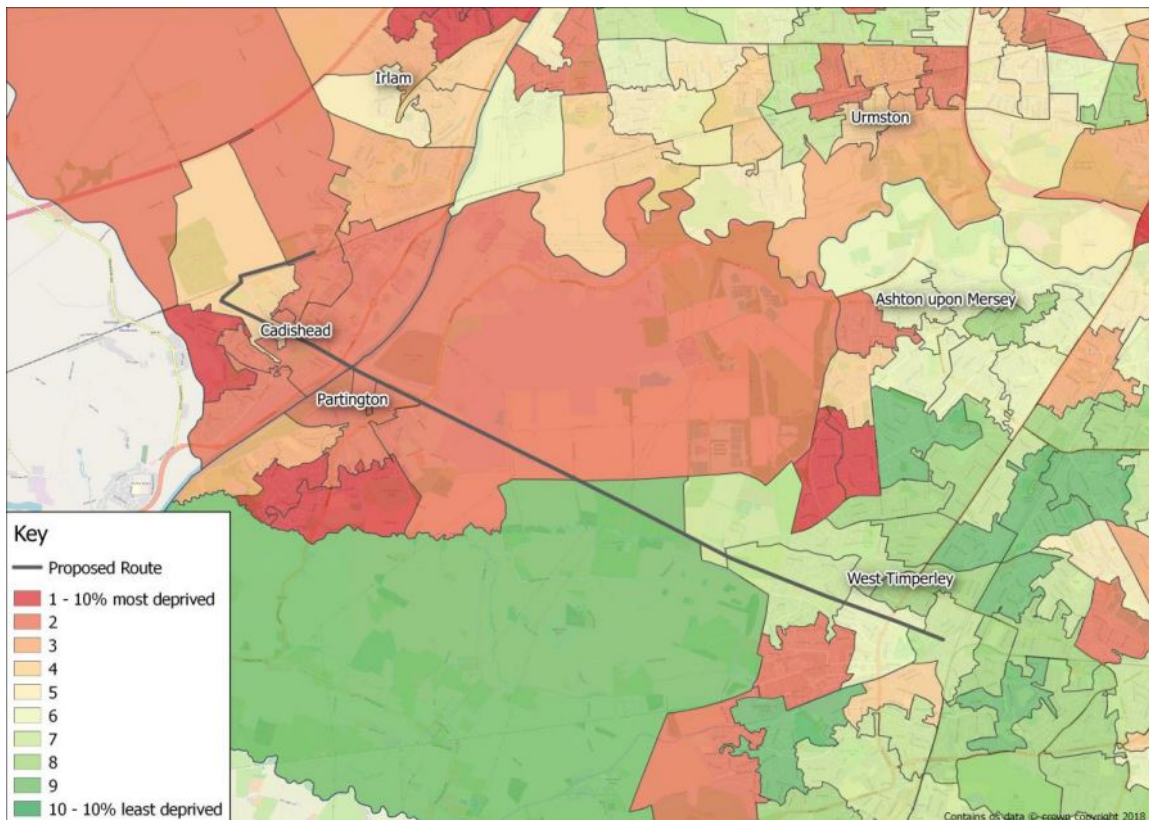 Irlam
Urmston
Ashton upon Mersey
Cadishead
Partington
West Timperley
Key
Proposed Route
1 - 10% most deprived
2
3
4
5
6
7
8
9
10 - 10% least deprived
Contains os data © crown copyright 2018